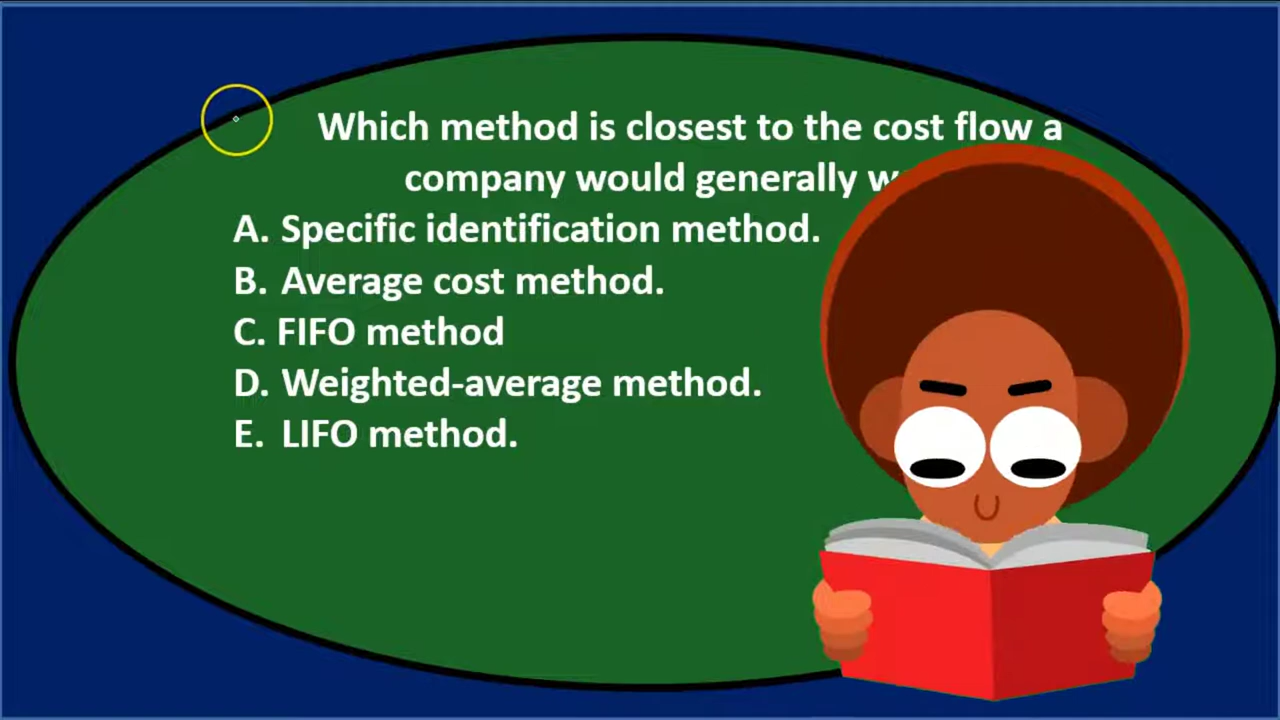 Which method is closest to the cost flow a
company would generally
A. Specific identification method.
B. Average cost method.
C. FIFO method
D. Weighted-average method.
E. LIFO method.